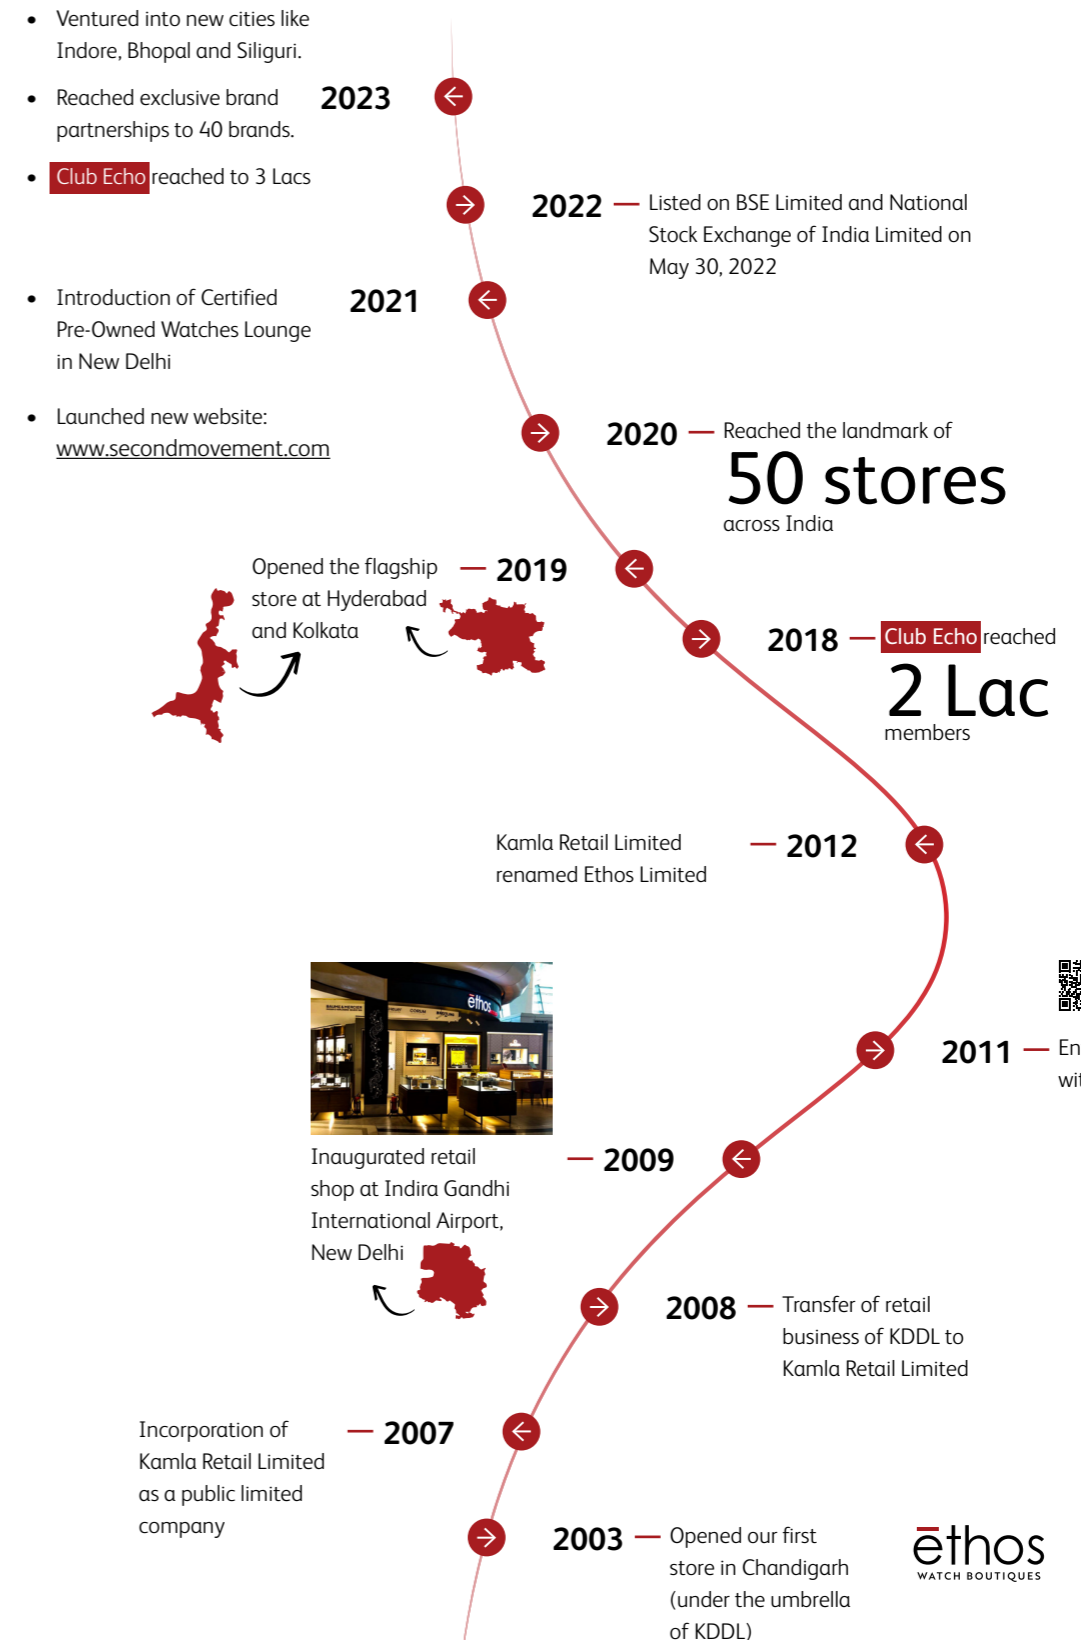 Ventured into new cities like
Indore, Bhopal and Siliguri.
Reached exclusive brand
partnerships to 40 brands.
Club Echo reached to 3 Lacs
2023
2022
Listed on BSE Limited and National
Stock Exchange of India Limited on
May 30, 2022
Introduction of Certified
Pre-Owned Watches Lounge
in New Delhi
Launched new website:
www.secondmovement.com
2021
2020
Reached the landmark of
50 stores
across India
Opened the flagship
store at Hyderabad
and Kolkata
2019
2018
Club Echo reached
2 Lac
members
Kamla Retail Limited
renamed Ethos Limited
2012
ethos
2011
Inaugurated retail
shop at Indira Gandhi
International Airport,
New Delhi
2009
2008
Transfer of retail
business of KDDL to
Kamla Retail Limited
Incorporation of
Kamla Retail Limited
as a public limited
company
2007
2003
Opened our first
store in Chandigarh
(under the umbrella
of KDDL)
ēthos
WATCH BOUTIQUES